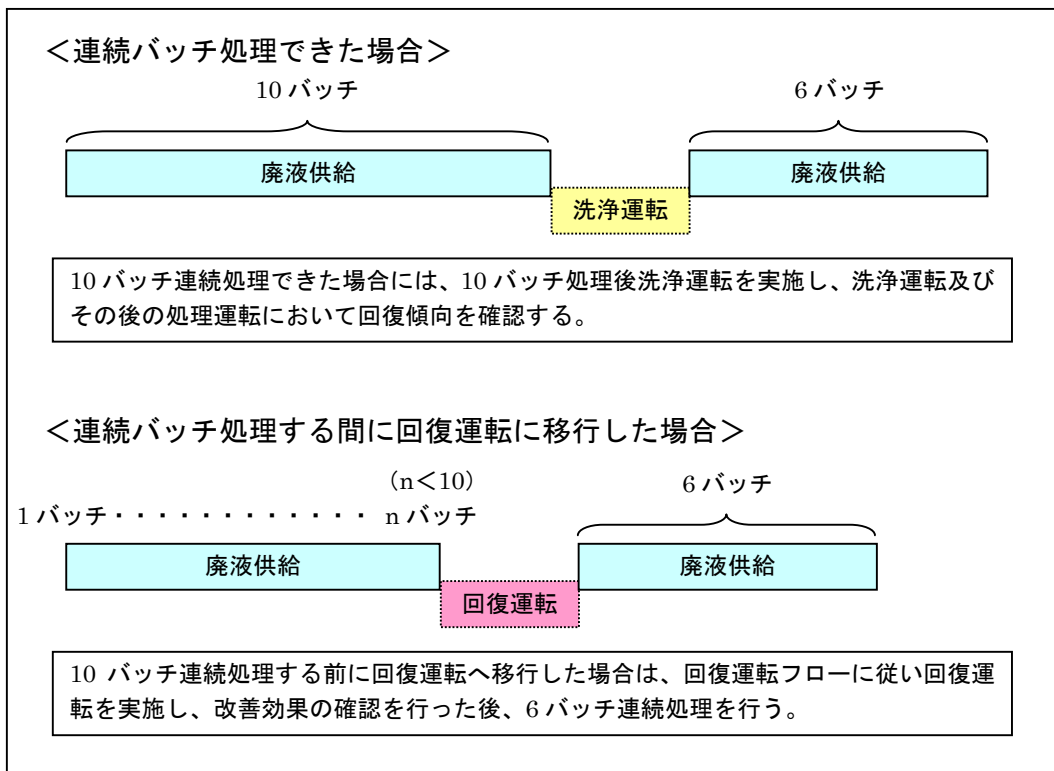 ＜連続バッチ処理できた場合＞
10 バッチ
6 バッチ
廃液供給
廃液供給
洗浄運転
10 バッチ連続処理できた場合には、10 バッチ処理後洗浄運転を実施し、洗浄運転及び
その後の処理運転において回復傾向を確認する。
＜連続バッチ処理する間に回復運転に移行した場合＞
（n＜10）
6 バッチ
1 バッチ・・・・・・・・・・・・ n バッチ
廃液供給
廃液供給
回復運転
10 バッチ連続処理する前に回復運転へ移行した場合は、回復運転フローに従い回復運
転を実施し、改善効果の確認を行った後、6 バッチ連続処理を行う。